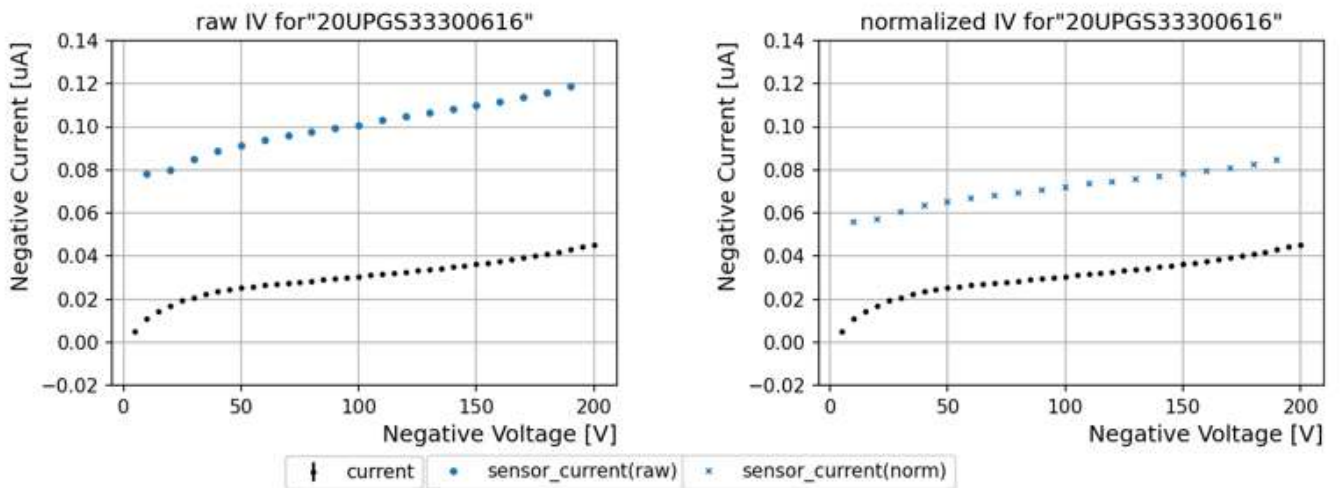 raw IV for"20UPGS33300616"
Negative Current [uA]
0.14
0.12
0.10
0.08
0.06
0.04
0.02
0.00
−0.02
0 50 100 150 200
Negative Voltage [V]
normalized IV for"20UPGS33300616"
Negative Current [uA]
0.14
0.12
0.10
0.08
0.06
0.04
0.02
0.00
−0.02
0 50 100 150 200
Negative Voltage [V]
current sensor_current(raw) sensor_current(norm)